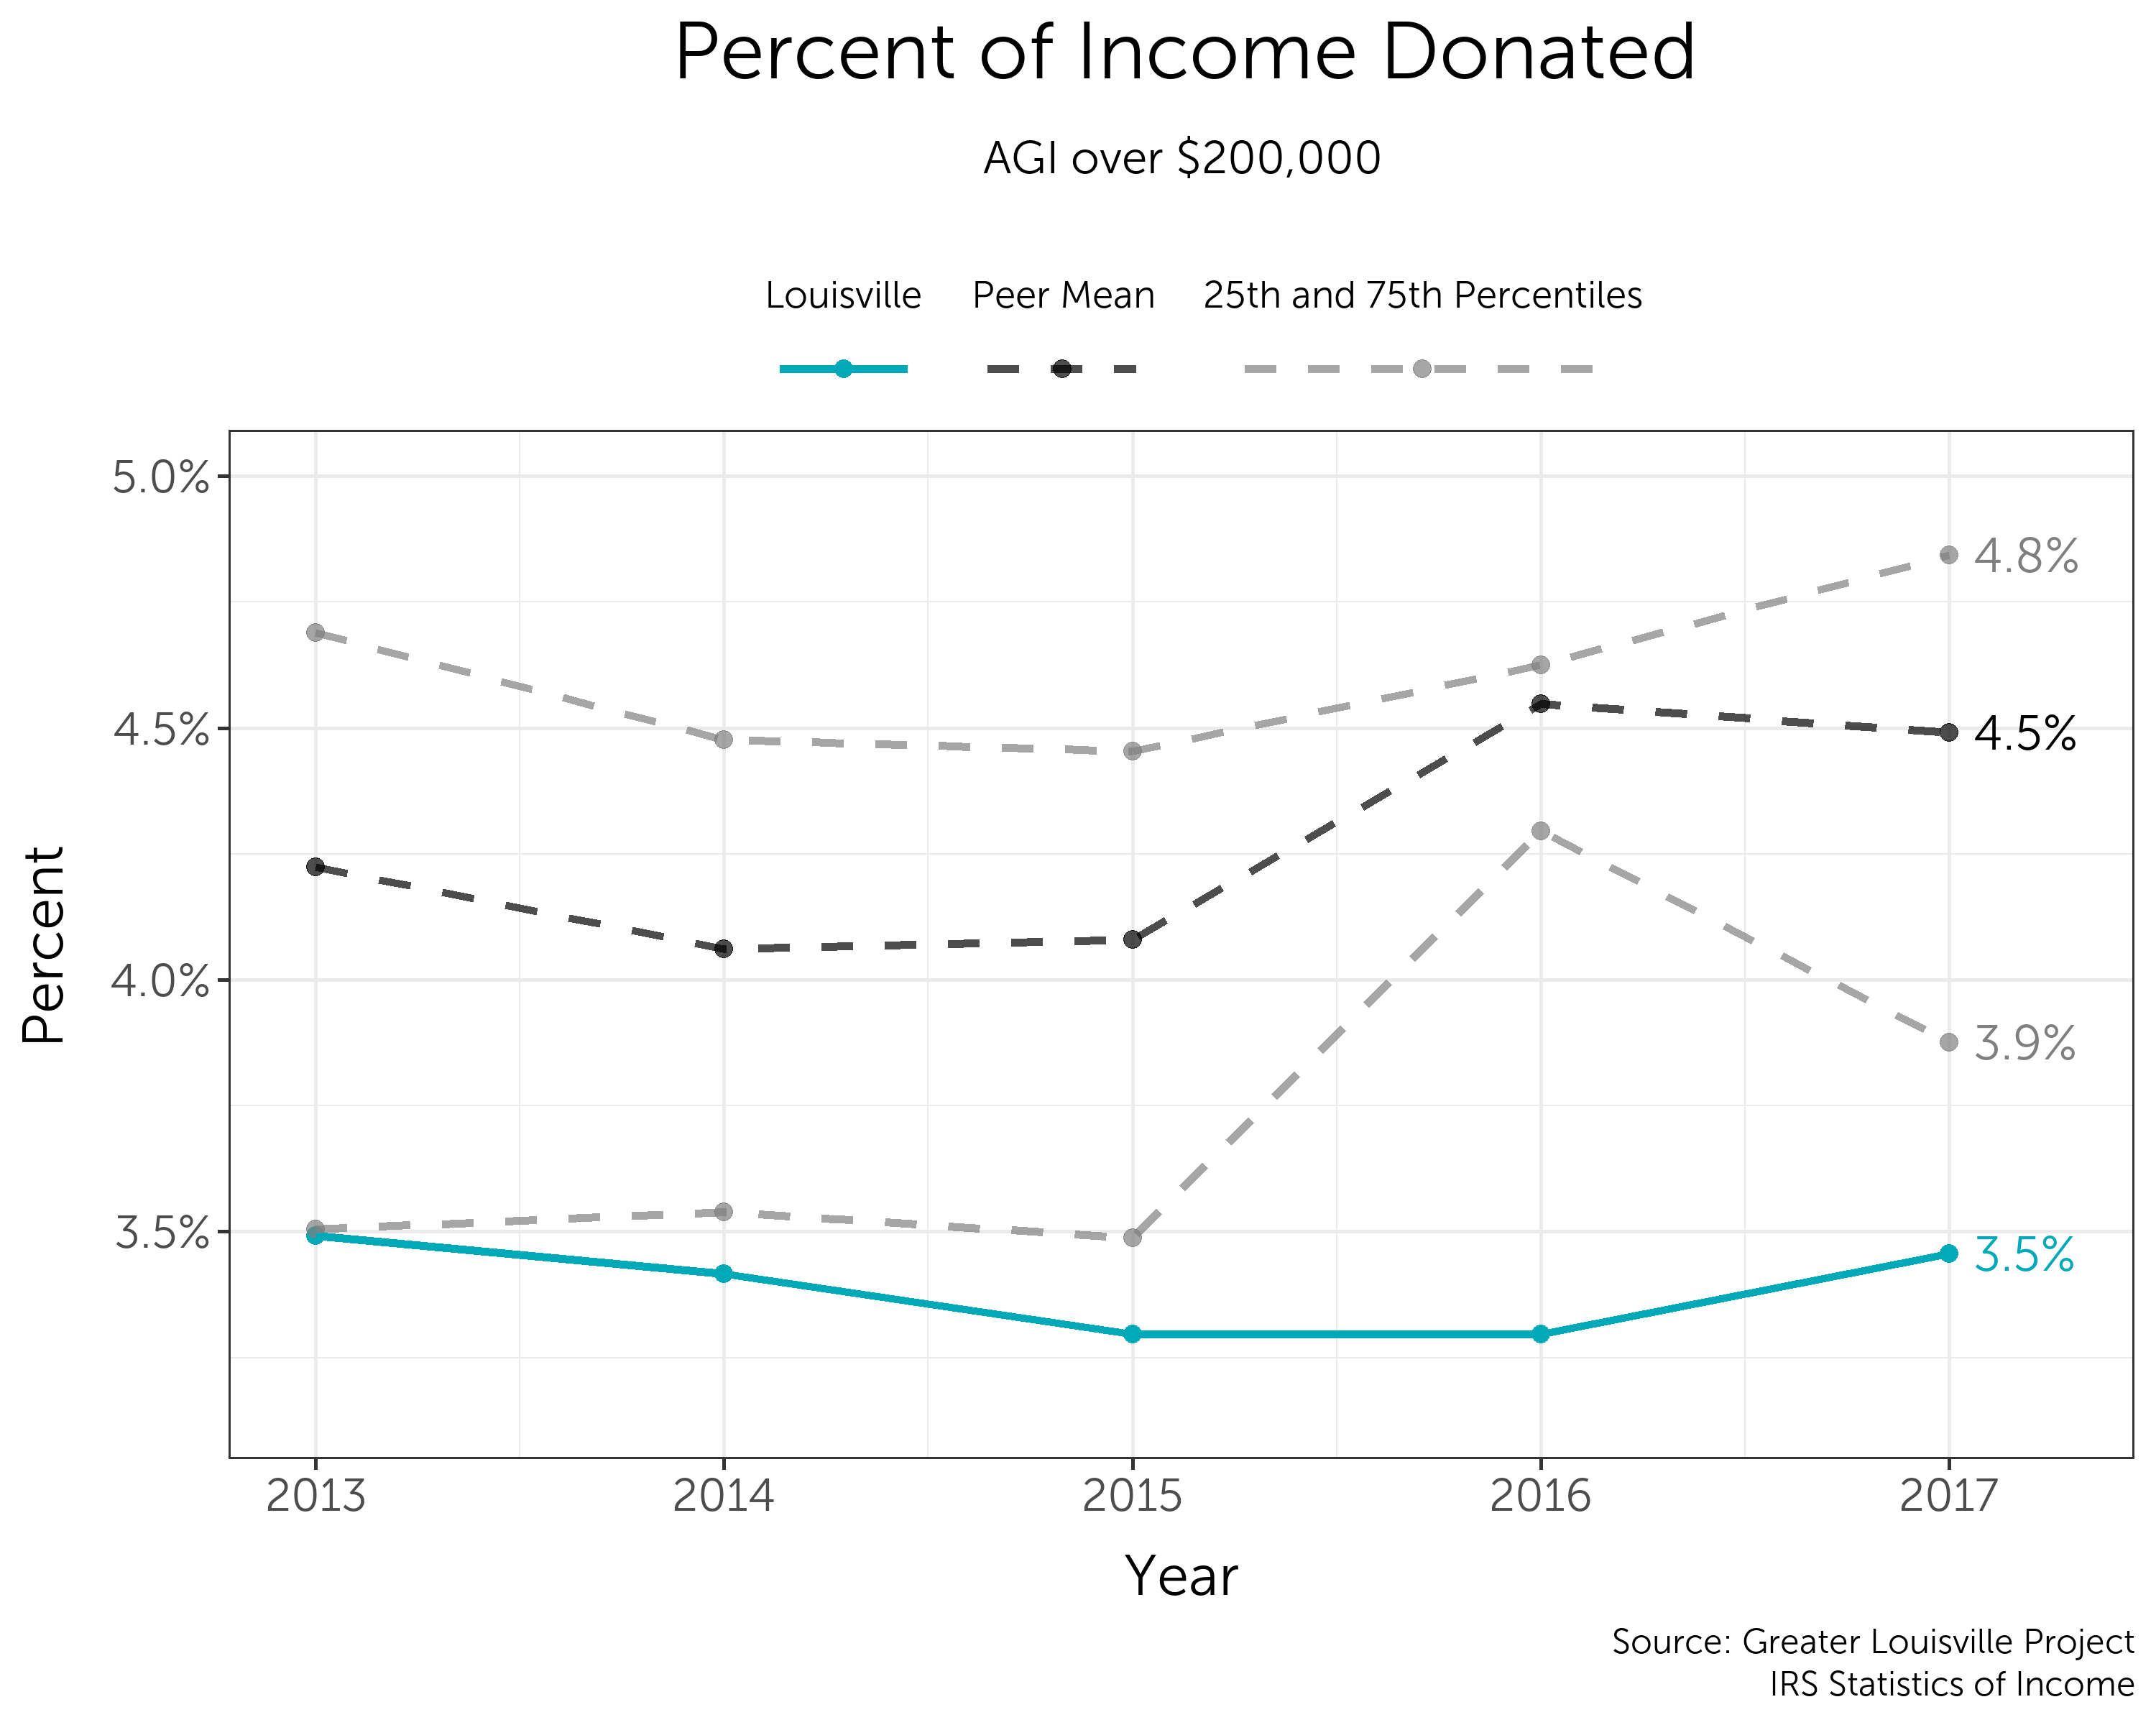 Percent of Income Donated
AGI over $200,000
Louisville Peer Mean 25th and 75th Percentiles
5.0%
4.8%
4.5%
4.5%
4.0%
3.9%
3.5%
3.5%
Percent
2013 2014 2015 2016 2017
Year
Source: Greater Louisville Project
IRS Statistics of Income